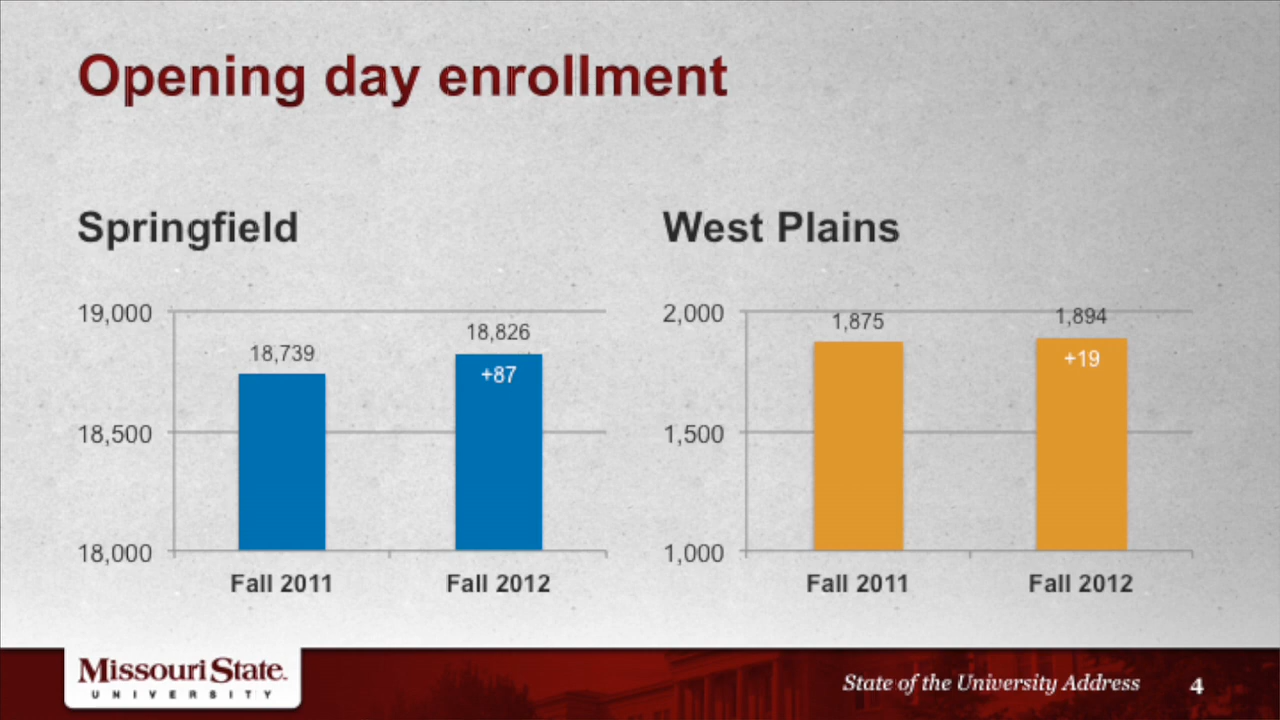 Opening day enrollment
Springfield
19,000
18,500
18,000
18,739
18,826
+87
Fall 2011
Fall 2012
West Plains
2,000
1,500
1,000
1,875
1,894
+19
Fall 2011
Fall 2012
Missouri State.
UNIVERSITY
State of the University Address
4